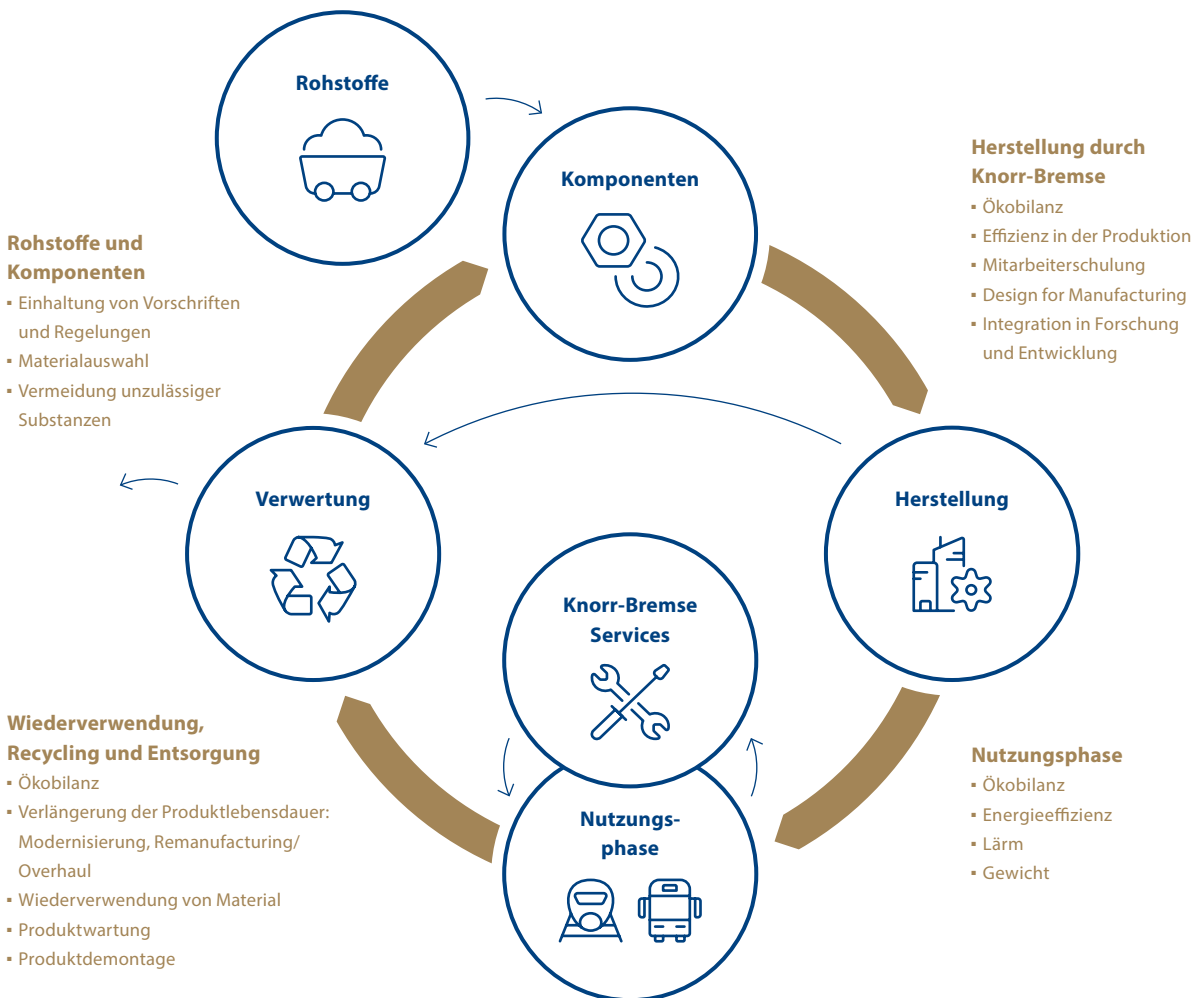 Rohstoffe
Komponenten
Herstellung durch
Knorr-Bremse
▪ Ökobilanz
▪ Effizienz in der Produktion
▪ Mitarbeiterschulung
▪ Design for Manufacturing
▪ Integration in Forschung
und Entwicklung
Rohstoffe und
Komponenten
▪ Einhaltung von Vorschriften
und Regelungen
▪ Materialauswahl
▪ Vermeidung unzulässiger
Substanzen
Verwertung
Herstellung
Knorr-Bremse
Services
Wiederverwendung,
Recycling und Entsorgung
▪ Ökobilanz
▪ Verlängerung der Produktlebensdauer:
Modernisierung, Remanufacturing/
Overhaul
▪ Wiederverwendung von Material
▪ Produktwartung
▪ Produktdemontage
Nutzungs-
phase
Nutzungsphase
▪ Ökobilanz
▪ Energieeffizienz
▪ Lärm
▪ Gewicht